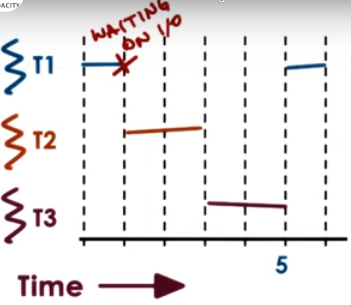 ACITY
WAITING
ON I/O
T1
T2
T3
5
Time